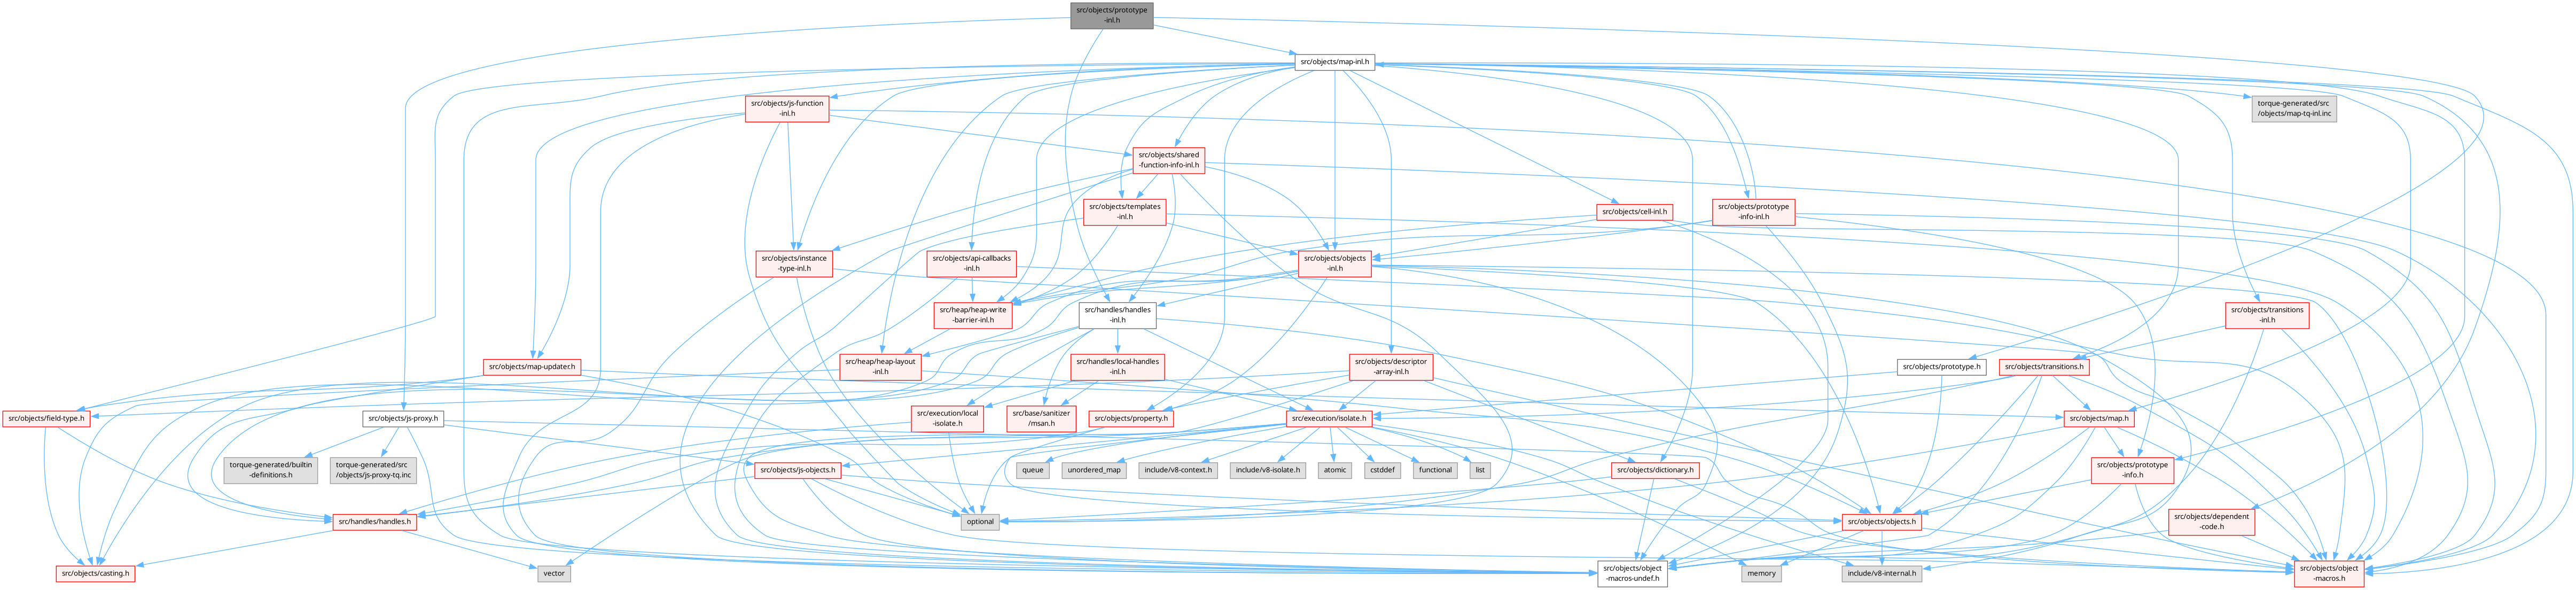 src/objects/prototype
-inl.h
src/objects/map-inl.h
src/objects/js-function
-inl.h
torque-generated/src
/objects/map-tq-inl.inc
src/objects/shared
-function-info-inl.h
src/objects/templates
-inl.h
src/objects/cell-inl.h
src/objects/prototype
-info-inl.h
src/objects/instance
-type-inl.h
src/objects/api-callbacks
-inl.h
src/objects/objects
-inl.h
src/heap/heap-write
-barrier-inl.h
src/handles/handles
-inl.h
src/objects/transitions
-inl.h
src/objects/map-updater.h
src/heap/heap-layout
-inl.h
src/handles/local-handles
-inl.h
src/objects/descriptor
-array-inl.h
src/objects/prototype.h
src/objects/transitions.h
src/objects/field-type.h
src/objects/js-proxy.h
src/execution/local
-isolate.h
src/base/sanitizer
/msan.h
src/objects/property.h
src/execution/isolate.h
src/objects/map.h
torque-generated/builtin
-definitions.h
torque-generated/src
/objects/js-proxy-tq.inc
src/objects/js-objects.h
queue
unordered_map
include/v8-context.h
include/v8-isolate.h
atomic
cstddef
functional
list
src/objects/dictionary.h
src/objects/prototype
-info.h
src/handles/handles.h
optional
src/objects/objects.h
src/objects/dependent
-code.h
src/objects/casting.h
vector
src/objects/object
-macros-undef.h
memory
include/v8-internal.h
src/objects/object
-macros.h